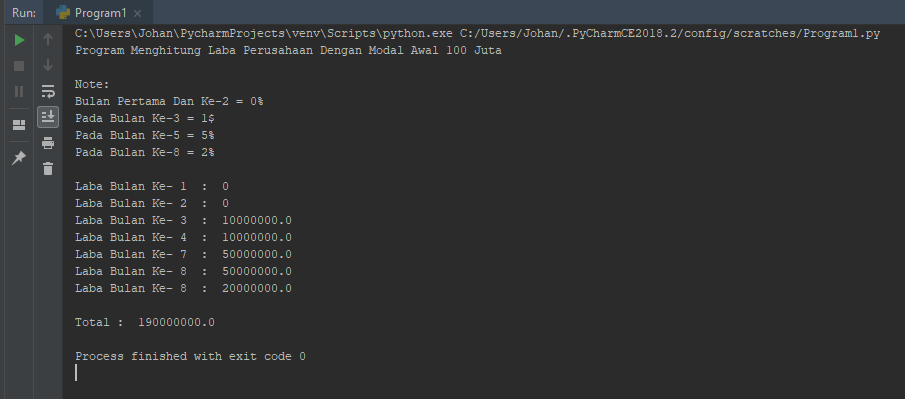 Run: Program1
C:\Users\Johan\PycharmProjects\venv\Scripts\python.exe C:/Users/Johan/.PyCharmCE2018.2/config/scratches/Program1.py
Program Menghitung Laba Perusahaan Dengan Modal Awal 100 Juta
Note:
Bulan Pertama Dan Ke-2 = 0%
Pada Bulan Ke-3 = 1$
Pada Bulan Ke-5 = 5%
Pada Bulan Ke-8 = 2%
Laba Bulan Ke- 1  :  0
Laba Bulan Ke- 2  :  0
Laba Bulan Ke- 3  :  10000000.0
Laba Bulan Ke- 4  :  10000000.0
Laba Bulan Ke- 7  :  50000000.0
Laba Bulan Ke- 8  :  50000000.0
Laba Bulan Ke- 8  :  20000000.0
Total :  190000000.0
Process finished with exit code 0